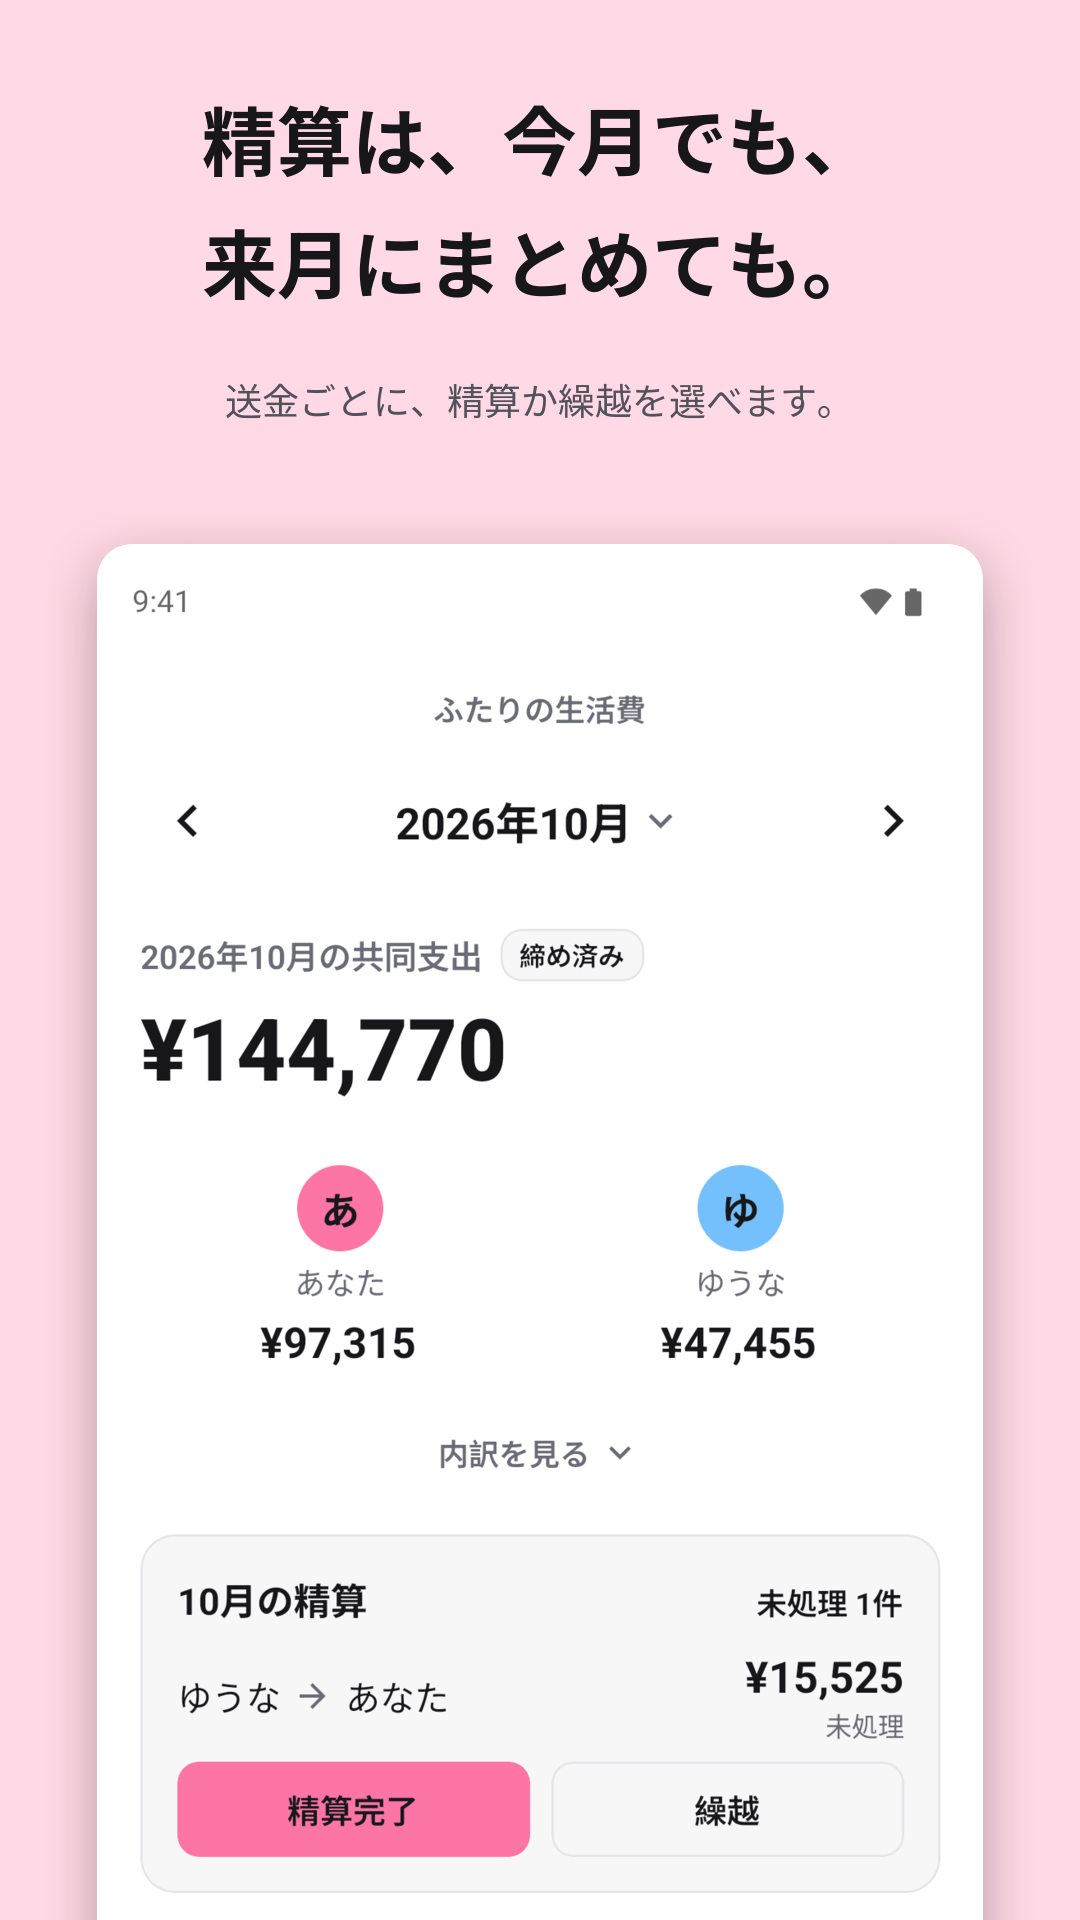 精算は、今月でも、
来月にまとめても。
送金ごとに、精算か繰越を選べます。
9:41
ふたりの生活費
2026年10月
2026年10月の共同支出 締め済み
¥144,770
あ ゆ
あなた ゆうな
¥97,315 ¥47,455
内訳を見る
10月の精算 未処理 1件
ゆうな → あなた ¥15,525
未処理
精算完了 繰越